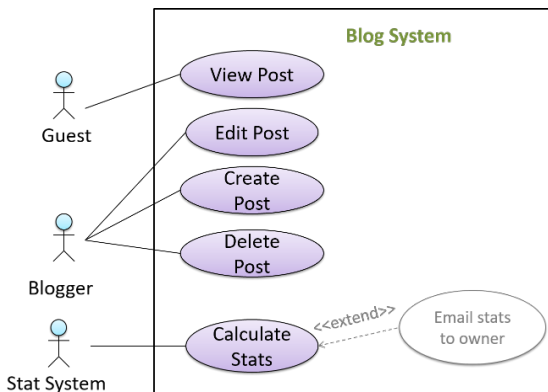 Blog System
View Post
Guest
Edit Post
Create
Post
Delete
Post
Blogger
<<extend>>
Email stats
to owner
Calculate
Stats
Stat System